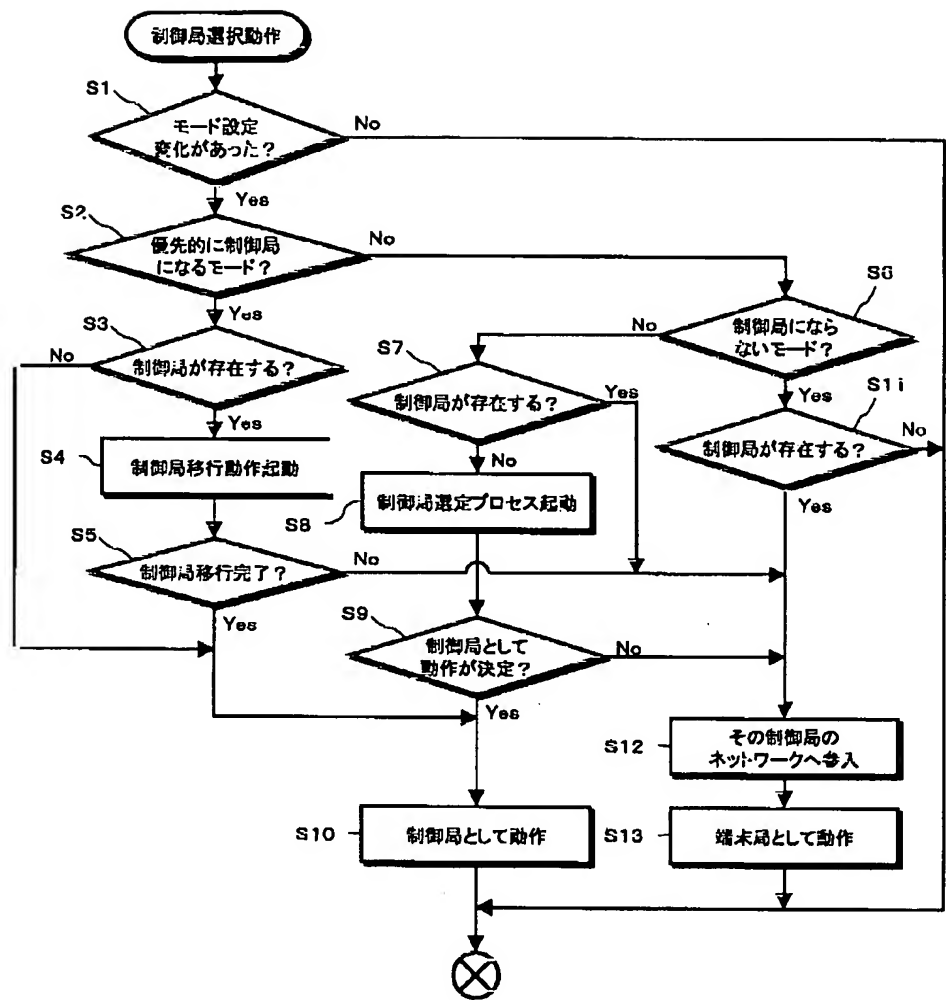 制御局選択動作
S1
モード設定
変化があった？
No
Yes
S2
優先的に制御局
になるモード？
No
Yes
S6
制御局になら
ないモード？
No
Yes
S3
制御局が存在する？
No
Yes
S7
制御局が存在する？
Yes
No
S11
制御局が存在する？
No
Yes
S4
制御局移行動作起動
S8
制御局選定プロセス起動
S5
制御局移行完了？
No
Yes
S9
制御局として
動作が決定？
No
Yes
S12
その制御局の
ネットワークへ参入
S10
制御局として動作
S13
端末局として動作